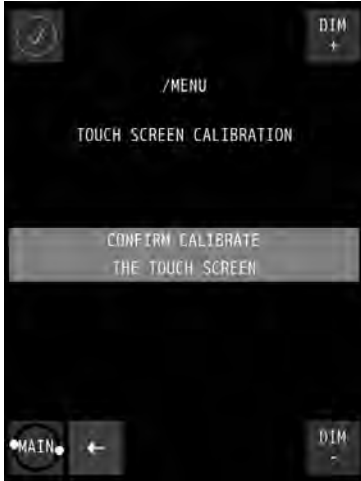 DIM
+
/MENU
TOUCH SCREEN CALIBRATION
CONFIRM CALIBRATE
THE TOUCH SCREEN
MAIN
←
DIM
-